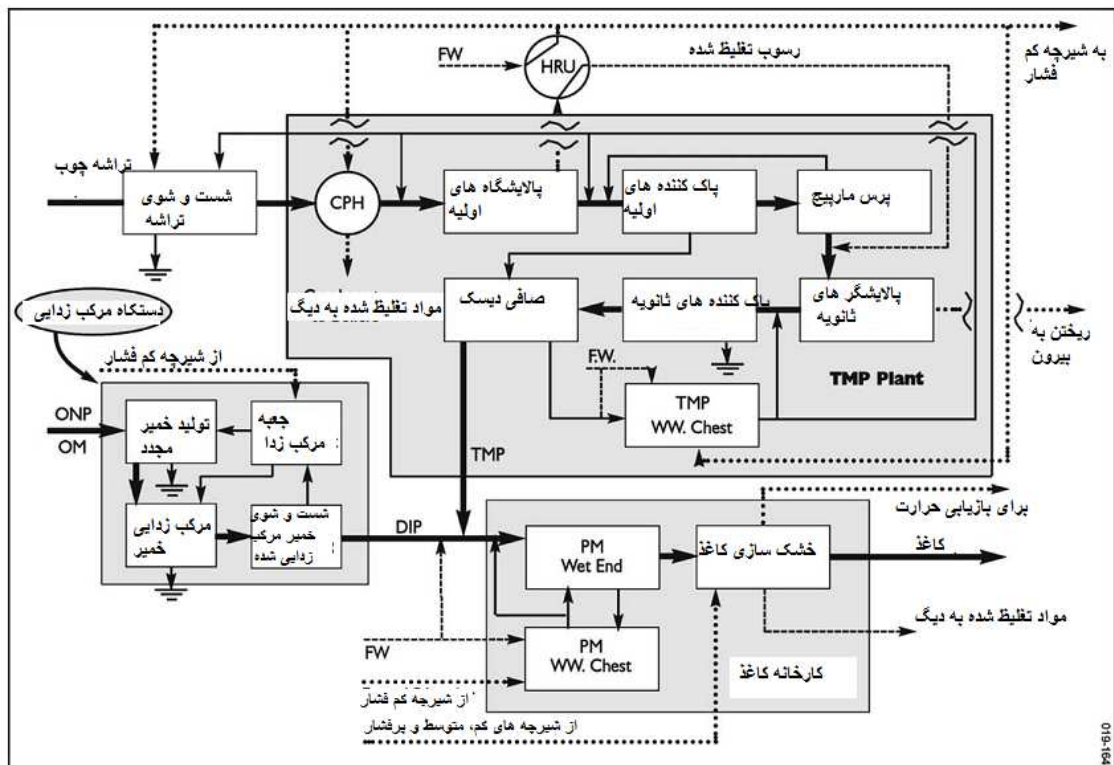 به شیرچه کم
فشار
رسوب تغلیظ شده
FW
HRU
تراشه چوب
شست و شوی
تراشه
CPH
پالایشگاه های
اولیه
پاک کننده های
اولیه
پرس مارپیچ
مواد تغلیظ شده به دیگ
صافی دیسک
پاک کننده های ثانویه
پالایشگر های
ثانویه
ریختن به
بیرون
دستگاه مرکب زدایی
از شیرچه کم فشار
F.W.
TMP Plant
TMP
WW. Chest
ONP
OM
تولید خمیر
مجدد
جعبه
مرکب زدا :
TMP
مرکب زدایی
خمیر
شست و شوی
خمیر مرکب
زدایی شده :
DIP
PM
Wet End
خشک سازی کاغذ
برای بازیابی حرارت
کاغذ
مواد تغلیظ شده به دیگ
FW
PM
WW. Chest
کارخانه کاغذ
از شیرچه کم فشار
از شیرچه های کم، متوسط و پرفشار
019-164